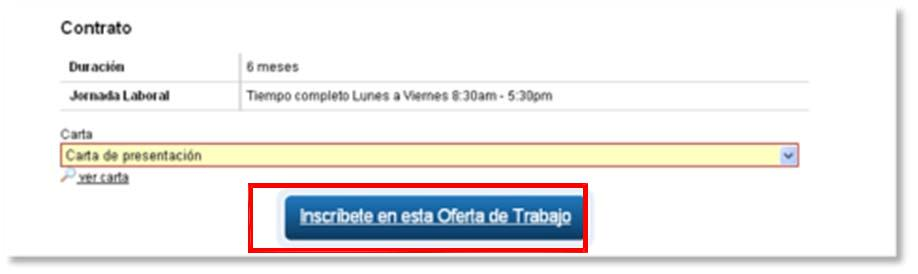 Contrato
Duración 6 meses
Jornada Laboral Tiempo completo Lunes a Viernes 8:30am - 5:30pm
Carta
Carta de presentación
ver carta
Inscríbete en esta Oferta de Trabajo